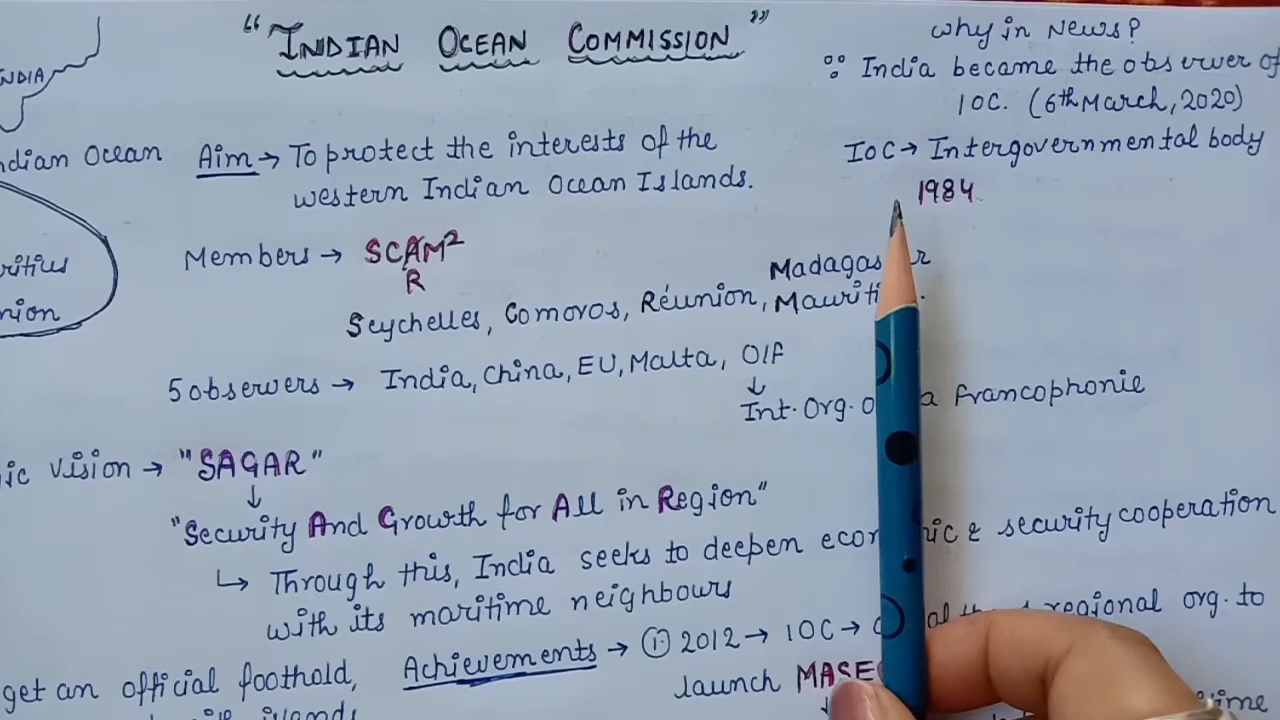 "INDIAN OCEAN COMMISSION"
Why in News?
∵ India became the observer of
IOC. (6th March, 2020)
IOC → Intergovernmental body
1984
INDIA
Indian Ocean
Aim → To protect the interests of the
western Indian Ocean Islands.
Members → SCAM²
R
Seychelles, Comoros, Réunion, Madagas
Mauriti
5 observers → India, China, EU, Malta, OIF
↓
Int. Org. O a francophonie
vision → "SAGAR"
↓
"Security And Growth for All in Region"
↳ Through this, India seeks to deepen econ ic & security cooperation
with its maritime neighbours
get an official foothold,
islands
Achievements → ① 2012 → IOC → regional org. to
launch MASE
↓